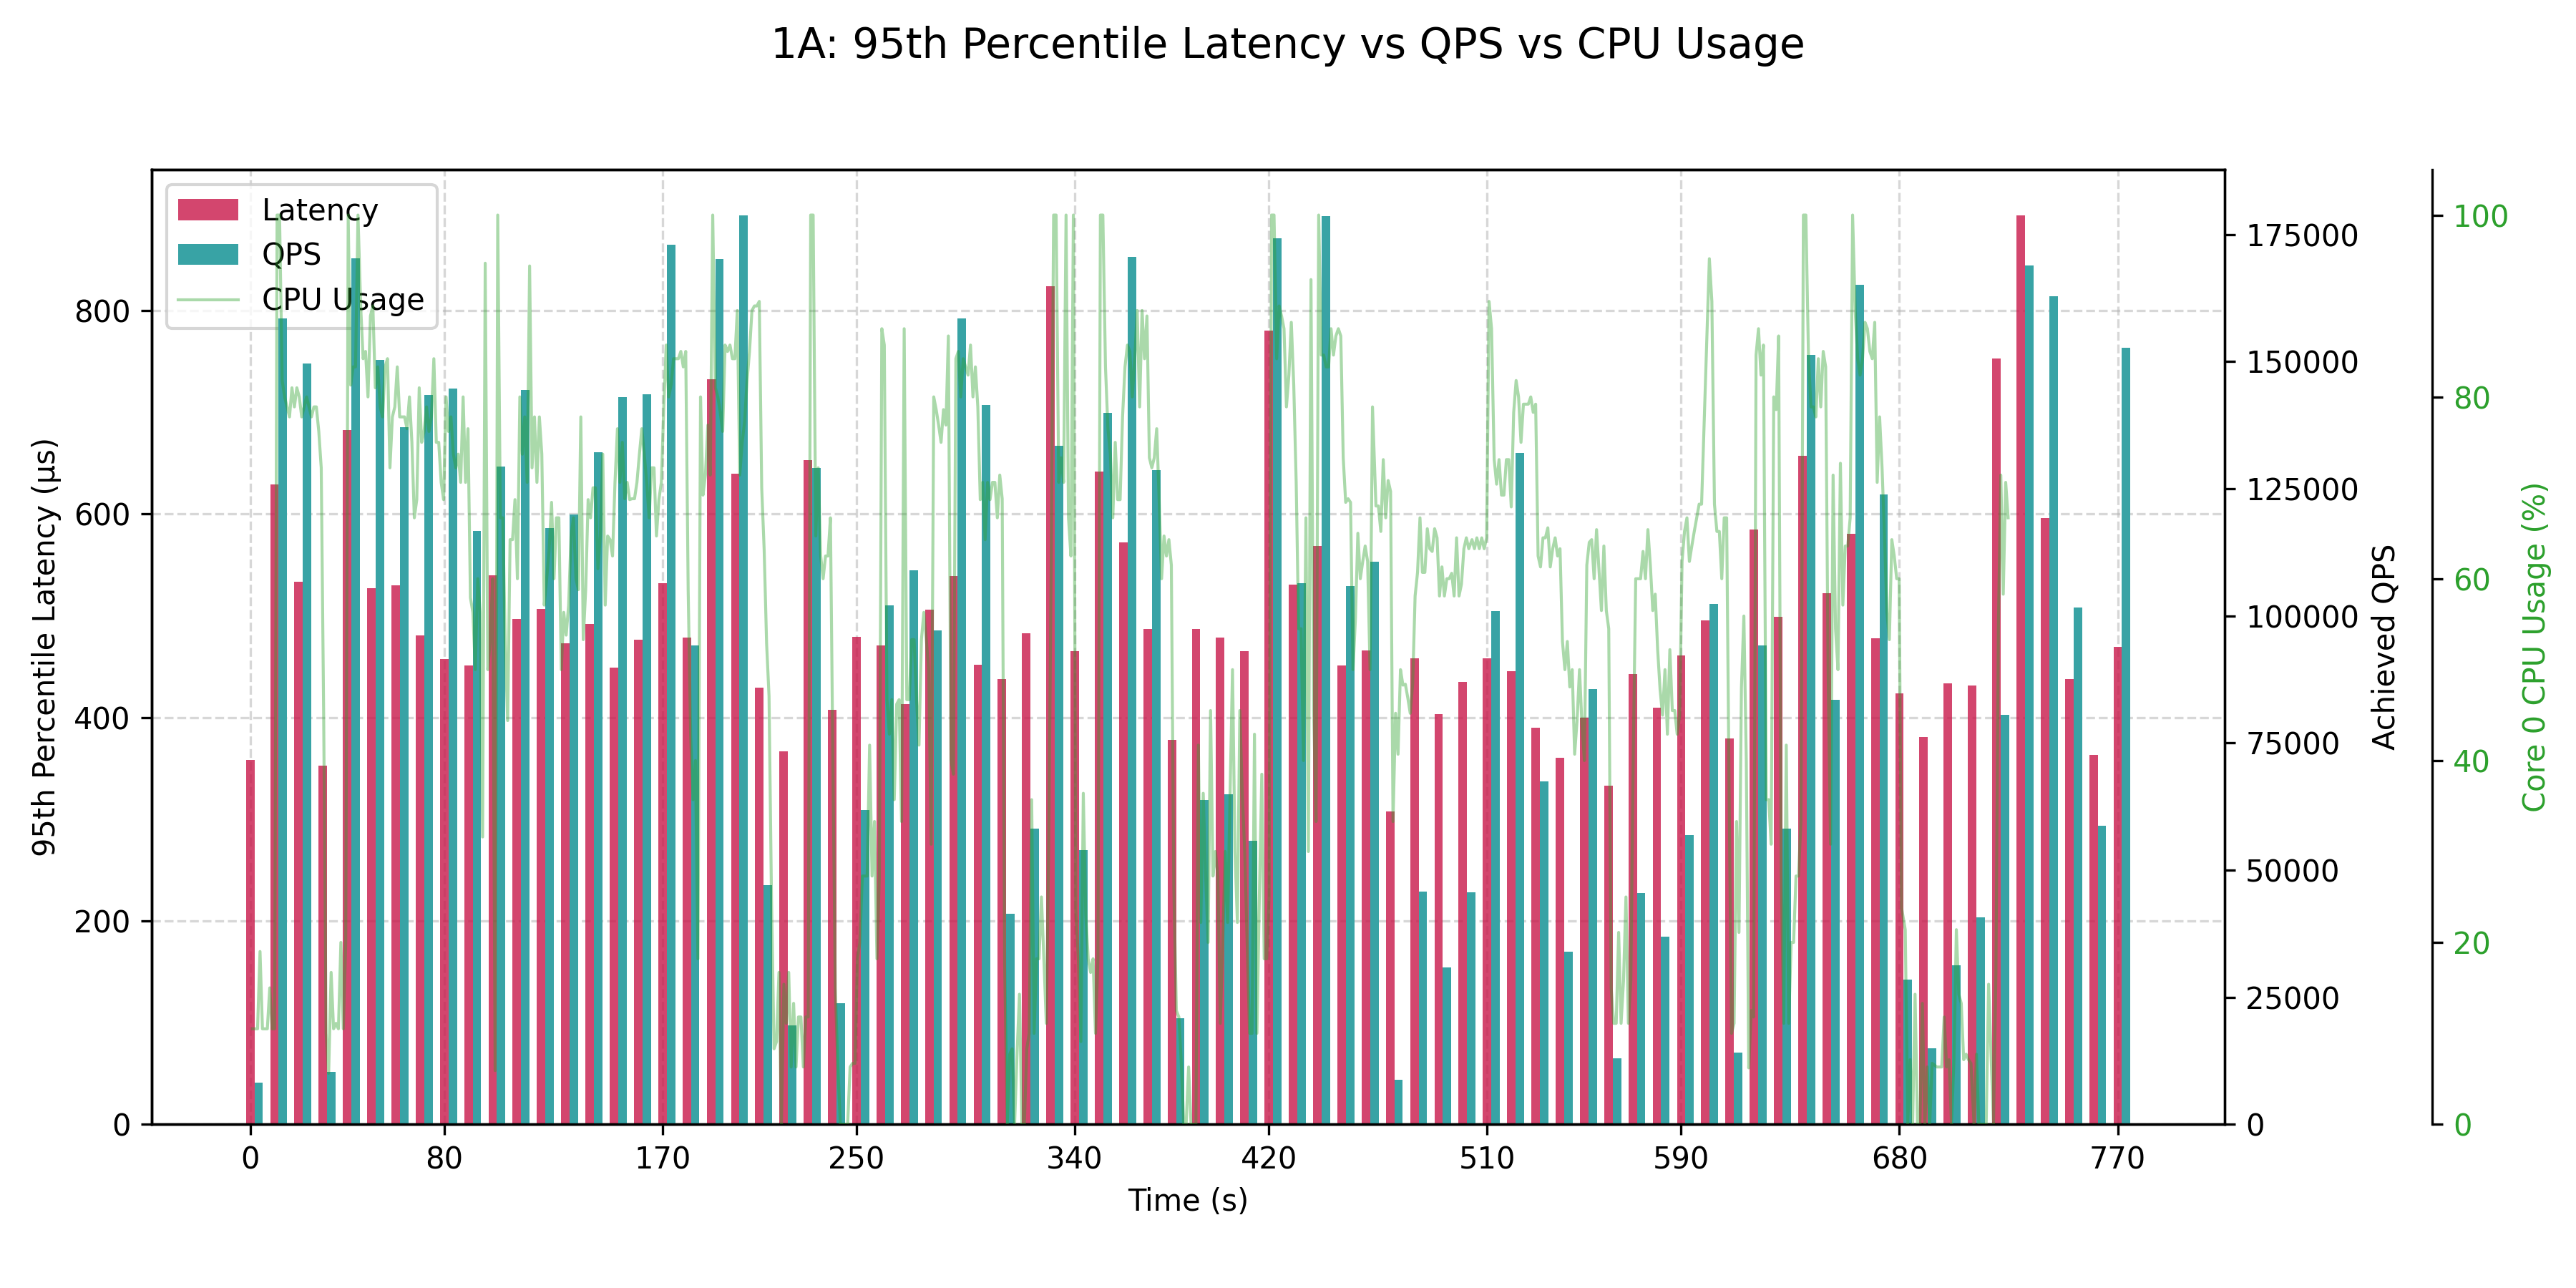 1A: 95th Percentile Latency vs QPS vs CPU Usage
Latency
QPS
CPU Usage
95th Percentile Latency (µs)
800
600
400
200
0
0 80 170 250 340 420 510 590 680 770
Time (s)
175000
150000
125000
100000
75000
50000
25000
0
Achieved QPS
100
80
60
40
20
0
Core 0 CPU Usage (%)